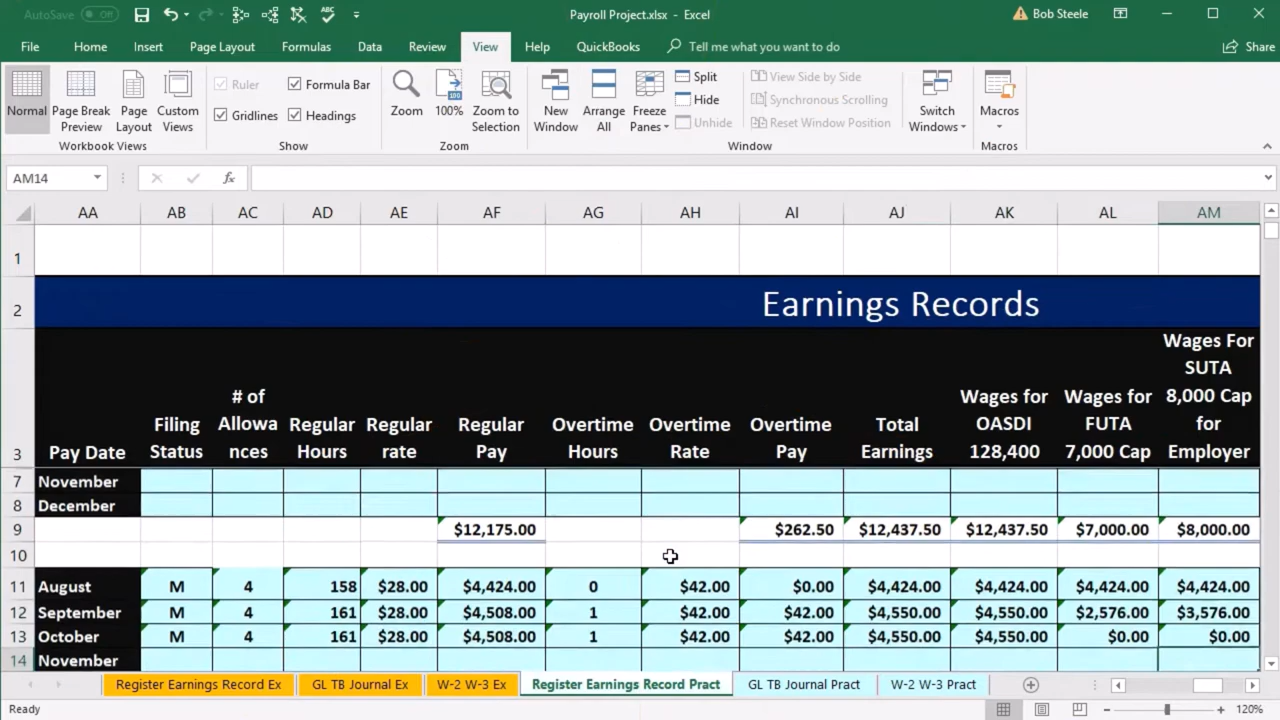 AutoSave Off
Payroll Project.xlsx - Excel
Bob Steele
File Home Insert Page Layout Formulas Data Review View Help QuickBooks Tell me what you want to do Share
Normal
Page Break Preview
Page Layout
Custom Views
Workbook Views
Ruler
Formula Bar
Gridlines
Headings
Show
Zoom
100%
Zoom to Selection
Zoom
New Window
Arrange All
Freeze Panes
Split
Hide
Unhide
View Side by Side
Synchronous Scrolling
Reset Window Position
Window
Switch Windows
Macros
Macros
AM14 fx
AA AB AC AD AE AF AG AH AI AJ AK AL AM
1
2 Earnings Records
3 Pay Date
Filing Status
# of Allowa nces
Regular Hours
Regular rate
Regular Pay
Overtime Hours
Overtime Rate
Overtime Pay
Total Earnings
Wages for OASDI 128,400
Wages for FUTA 7,000 Cap
Wages For SUTA 8,000 Cap for Employer
7 November
8 December
9 $12,175.00 $262.50 $12,437.50 $12,437.50 $7,000.00 $8,000.00
10
11 August M 4 158 $28.00 $4,424.00 0 $42.00 $0.00 $4,424.00 $4,424.00 $4,424.00 $4,424.00
12 September M 4 161 $28.00 $4,508.00 1 $42.00 $42.00 $4,550.00 $4,550.00 $2,576.00 $3,576.00
13 October M 4 161 $28.00 $4,508.00 1 $42.00 $42.00 $4,550.00 $4,550.00 $0.00 $0.00
14 November
Register Earnings Record Ex GL TB Journal Ex W-2 W-3 Ex Register Earnings Record Pract GL TB Journal Pract W-2 W-3 Pract
Ready 120%